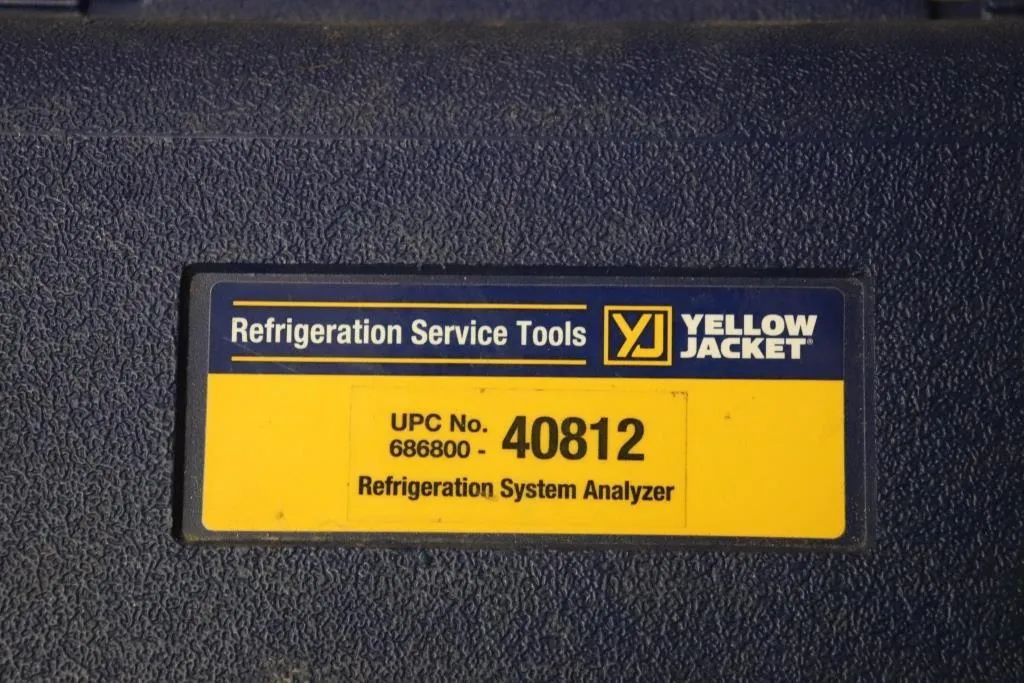 Refrigeration Service Tools
YJ YELLOW
JACKET®
UPC No.
686800 - 40812
Refrigeration System Analyzer